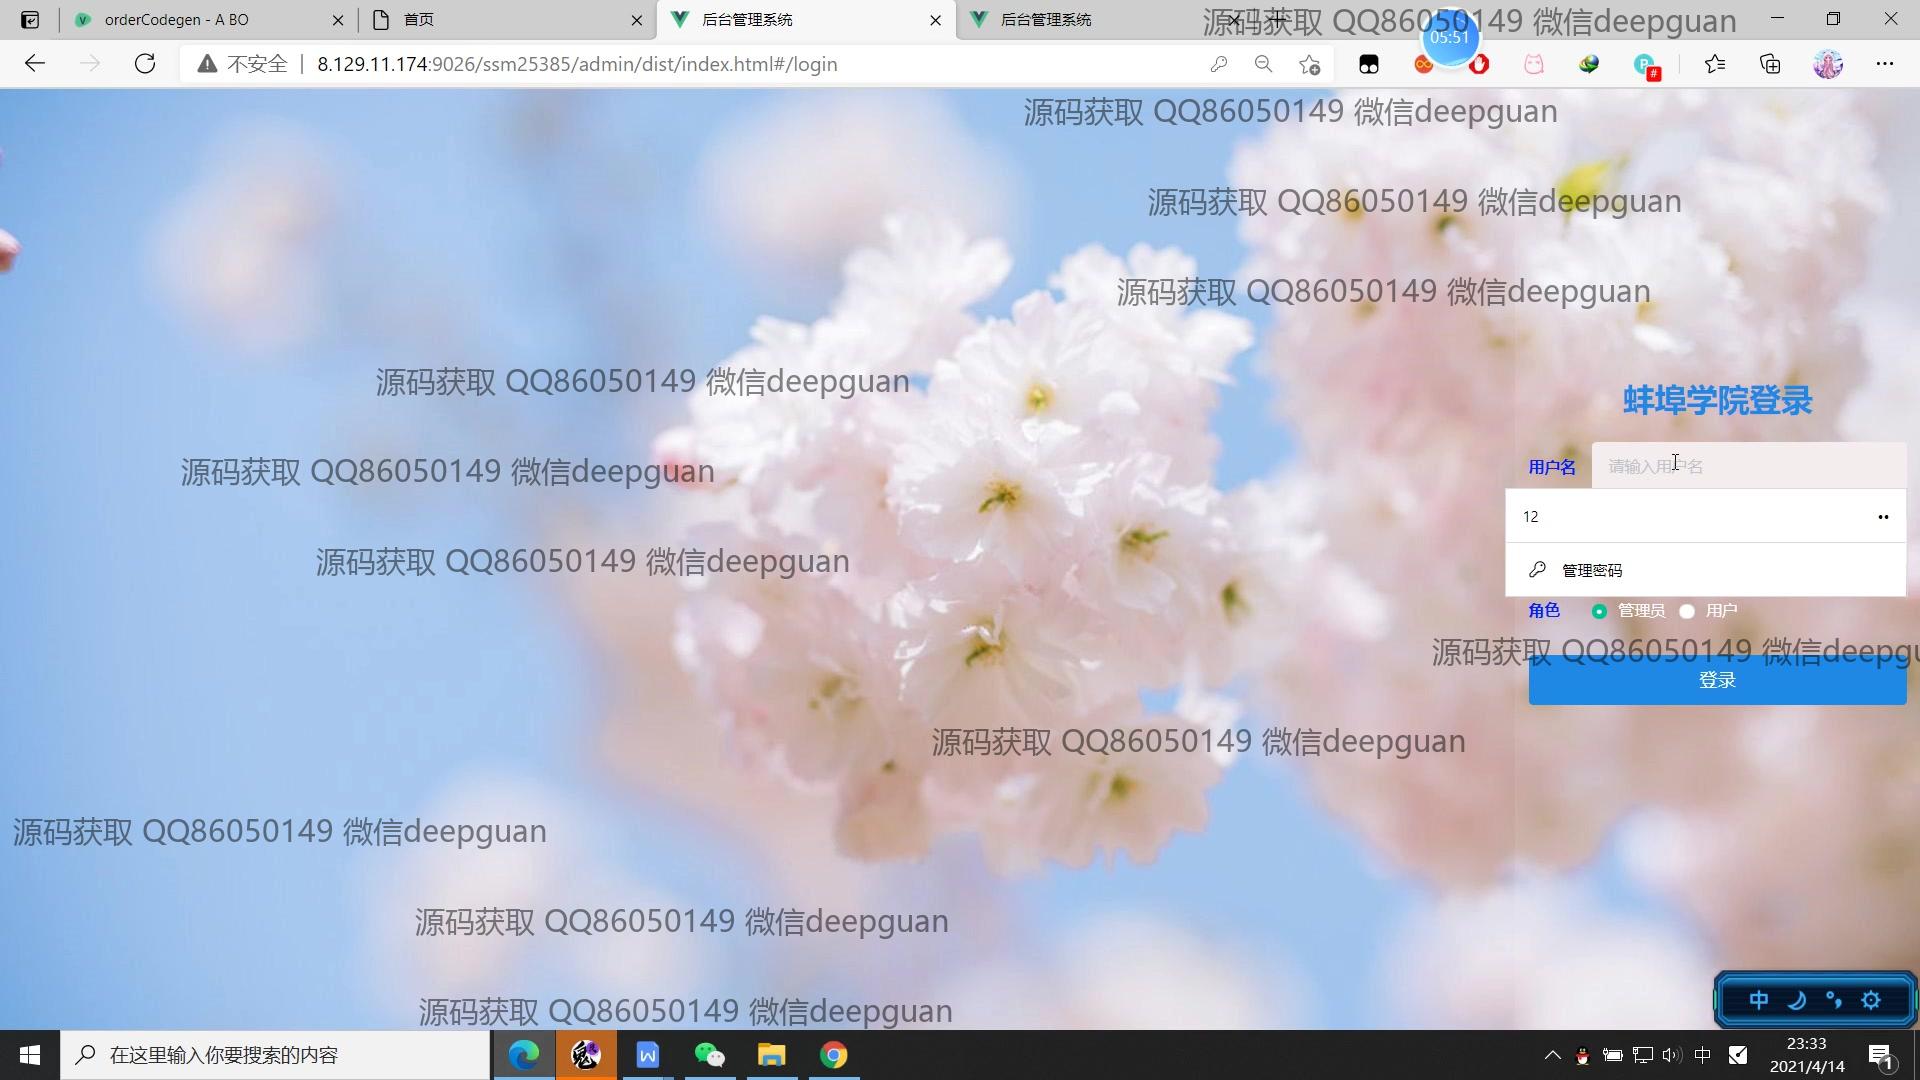 orderCodegen - A BO
首页
后台管理系统
后台管理系统
源码获取 QQ86050149 微信deepguan
05:51
不安全
8.129.11.174:9026/ssm25385/admin/dist/index.html#/login
源码获取 QQ86050149 微信deepguan
源码获取 QQ86050149 微信deepguan
源码获取 QQ86050149 微信deepguan
源码获取 QQ86050149 微信deepguan
蚌埠学院登录
用户名
请输入用户名
源码获取 QQ86050149 微信deepguan
12
••
源码获取 QQ86050149 微信deepguan
管理密码
角色
管理员
用户
源码获取 QQ86050149 微信deepgu
登录
源码获取 QQ86050149 微信deepguan
源码获取 QQ86050149 微信deepguan
源码获取 QQ86050149 微信deepguan
源码获取 QQ86050149 微信deepguan
中
在这里输入你要搜索的内容
中
23:33
2021/4/14
1